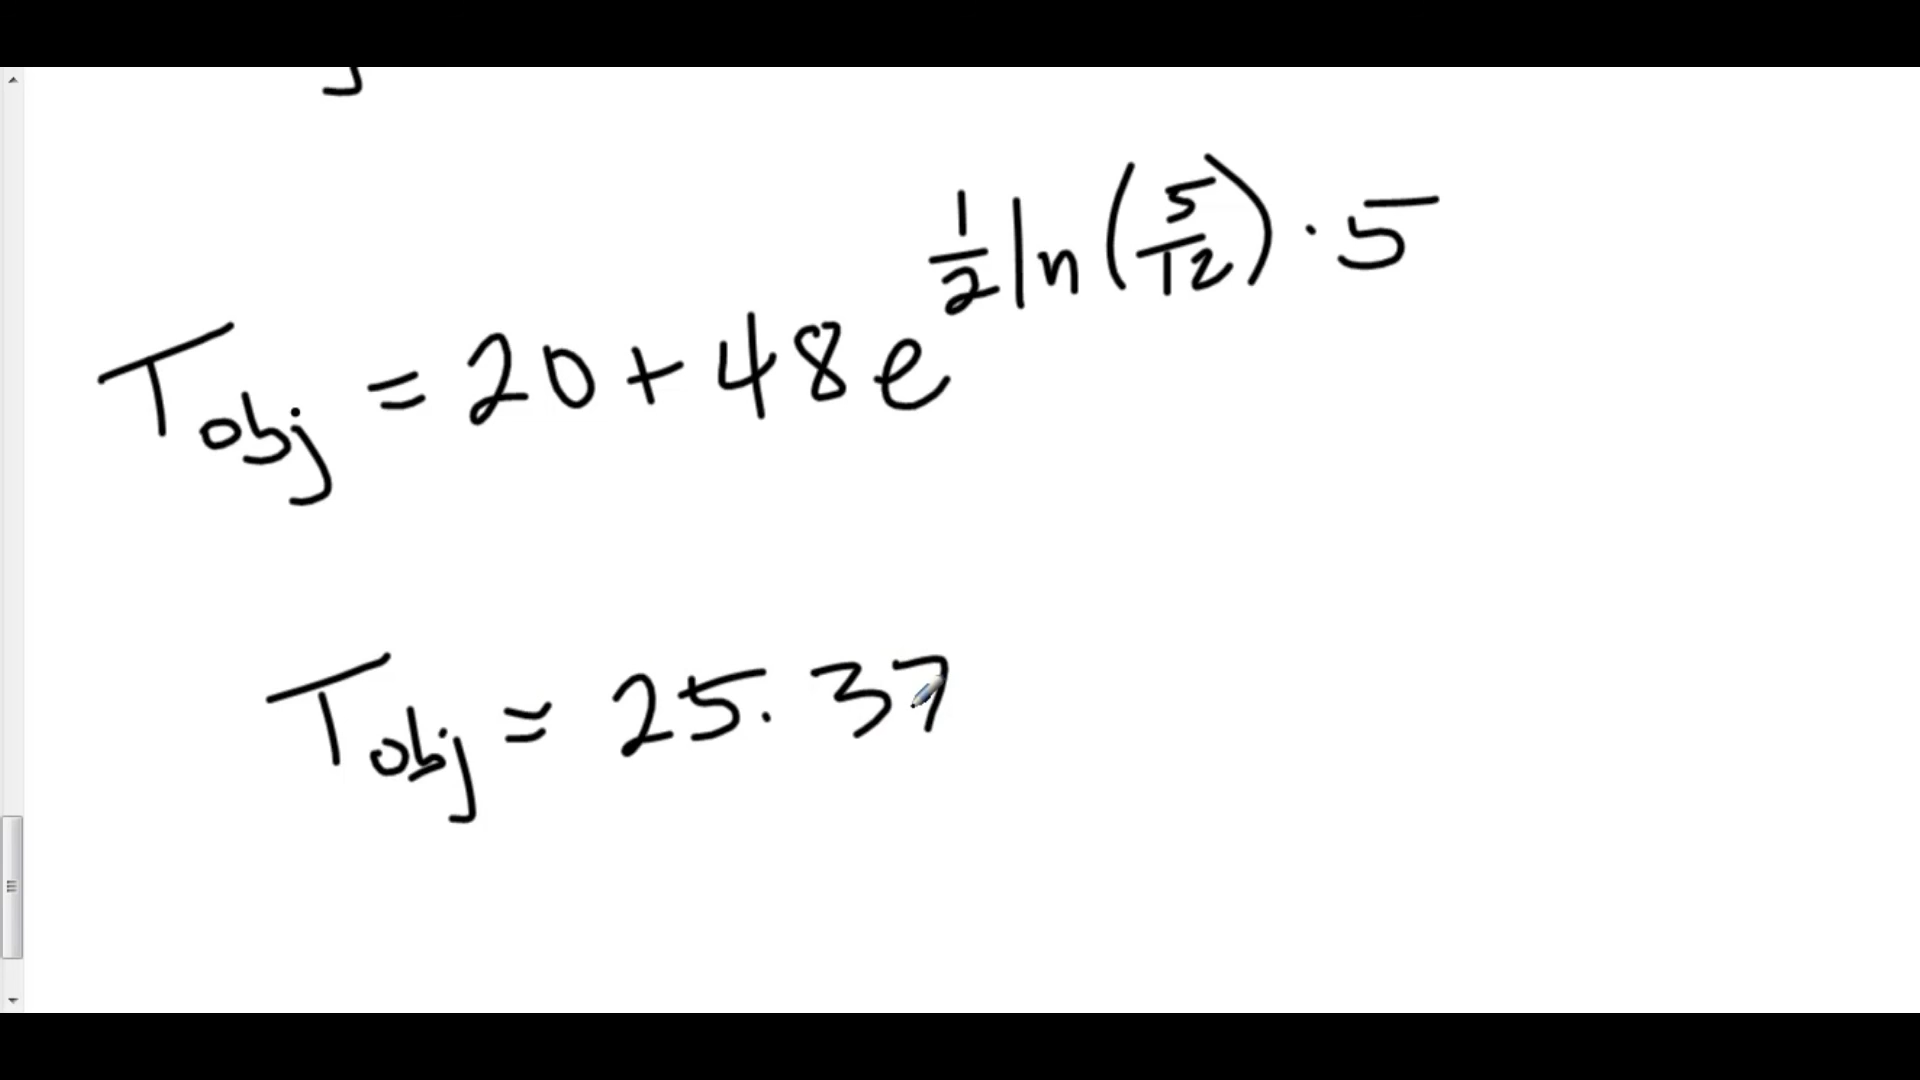 T_obj = 20 + 48e^(1/2 ln(5/12) · 5)
T_obj = 25.37